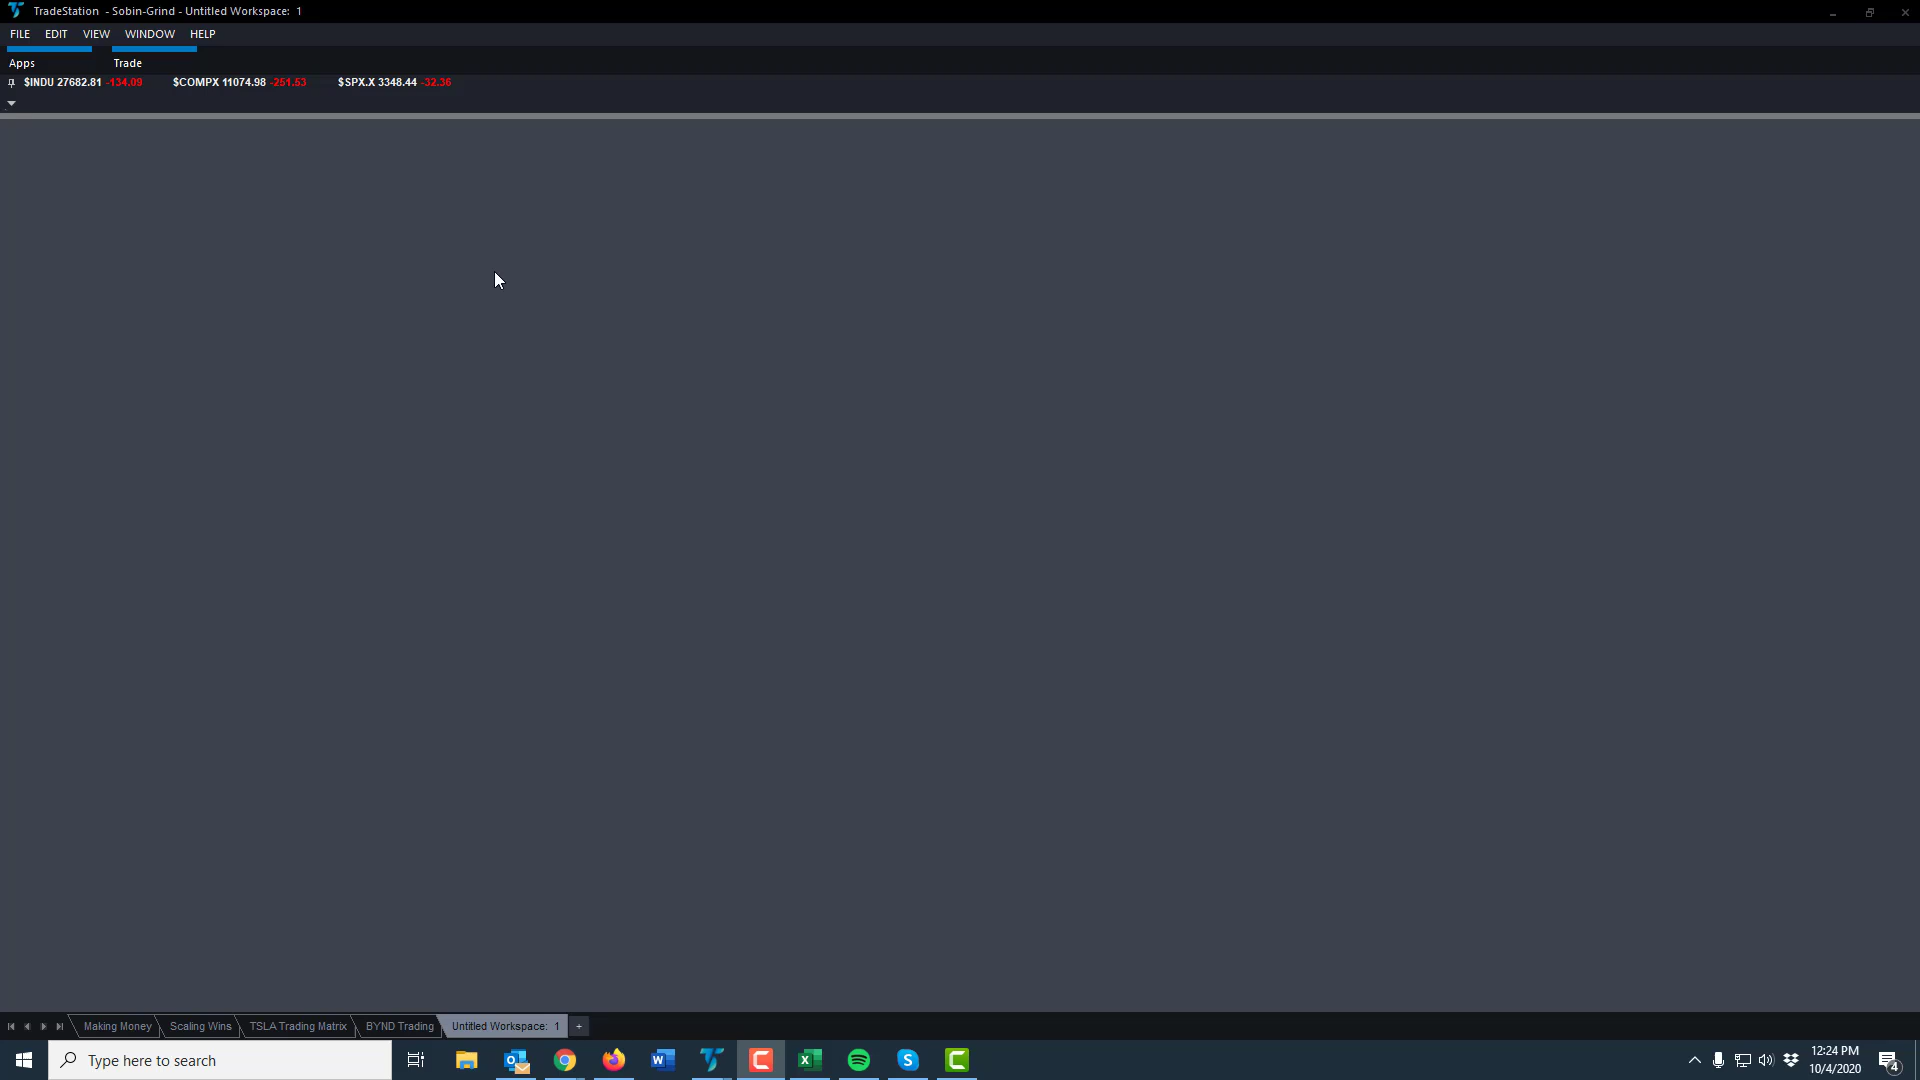 TradeStation - Sobin-Grind - Untitled Workspace: 1
FILE EDIT VIEW WINDOW HELP
Apps Trade
$INDU 27682.81 -134.09 $COMPX 11074.98 -251.53 $SPX.X 3348.44 -32.36
Making Money Scaling Wins TSLA Trading Matrix BYND Trading Untitled Workspace: 1 +
Type here to search
12:24 PM
10/4/2020
4